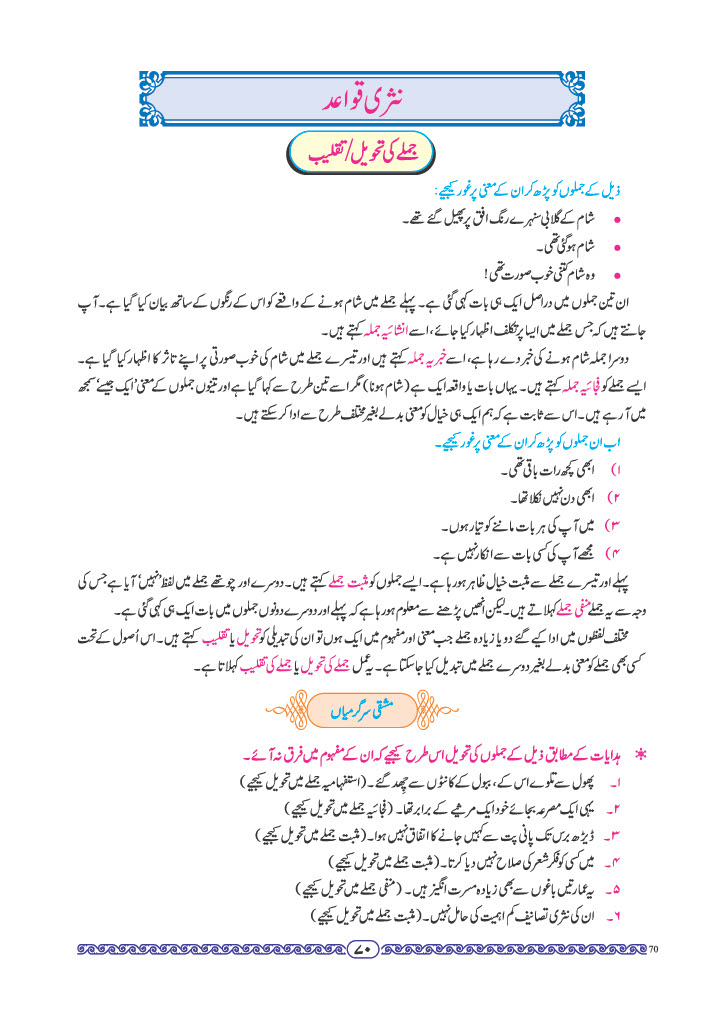 نثری قواعد
جملے کی تحویل/تقلیب
ذیل کے جملوں کو پڑھ کر ان کے معنی پر غور کیجیے:
• شام کے گلابی سنہرے رنگ افق پر پھیل گئے تھے۔
• شام ہوگئی تھی۔
• وہ شام کتنی خوب صورت تھی!
ان تین جملوں میں دراصل ایک ہی بات کہی گئی ہے۔ پہلے جملے میں شام ہونے کے واقعے کو اس کے رنگوں کے ساتھ بیان کیا گیا ہے۔ آپ
جانتے ہیں کہ جس جملے میں ایسا پُرتکلف اظہار کیا جائے، اسے انشائیہ جملہ کہتے ہیں۔
دوسرا جملہ شام ہونے کی خبر دے رہا ہے، اسے خبریہ جملہ کہتے ہیں اور تیسرے جملے میں شام کی خوب صورتی پر اپنے تاثر کا اظہار کیا گیا ہے۔
ایسے جملے کو فجائیہ جملہ کہتے ہیں۔ یہاں بات یا واقعہ ایک ہے (شام ہونا) مگر اسے تین طرح سے کہا گیا ہے اور تینوں جملوں کے معنی 'ایک جیسے' سمجھ
میں آرہے ہیں۔ اس سے ثابت ہے کہ ہم ایک ہی خیال کو معنی بدلے بغیر مختلف طرح سے ادا کرسکتے ہیں۔
اب ان جملوں کو پڑھ کر ان کے معنی پر غور کیجیے۔
۱) ابھی کچھ رات باقی تھی۔
۲) ابھی دن نہیں نکلا تھا۔
۳) میں آپ کی ہر بات ماننے کو تیار ہوں۔
۴) مجھے آپ کی کسی بات سے انکار نہیں ہے۔
پہلے اور تیسرے جملے سے مثبت خیال ظاہر ہو رہا ہے۔ ایسے جملوں کو مثبت جملے کہتے ہیں۔ دوسرے اور چوتھے جملے میں لفظ 'نہیں' آیا ہے جس کی
وجہ سے یہ جملے منفی جملے کہلاتے ہیں۔ لیکن انھیں پڑھنے سے معلوم ہو رہا ہے کہ پہلے اور دوسرے دونوں جملوں میں بات ایک ہی کہی گئی ہے۔
مختلف لفظوں میں ادا کیے گئے دو یا زیادہ جملے جب معنی اور مفہوم میں ایک ہوں تو ان کی تبدیلی کو تحویل یا تقلیب کہتے ہیں۔ اس اُصول کے تحت
کسی بھی جملے کو معنی بدلے بغیر دوسرے جملے میں تبدیل کیا جاسکتا ہے۔ یہ عمل جملے کی تحویل یا جملے کی تقلیب کہلاتا ہے۔
مشقی سرگرمیاں
* ہدایات کے مطابق ذیل کے جملوں کی تحویل اس طرح کیجیے کہ ان کے مفہوم میں فرق نہ آئے۔
۱۔ پھول سے تلوے اس کے، ببول کے کانٹوں سے چھِد گئے۔ (استفہامیہ جملے میں تحویل کیجیے)
۲۔ یہی ایک مصرعہ بجائے خود ایک مرثیے کے برابر تھا۔ (فجائیہ جملے میں تحویل کیجیے)
۳۔ ڈیڑھ برس تک پانی پت سے کہیں جانے کا اتفاق نہیں ہوا۔ (مثبت جملے میں تحویل کیجیے)
۴۔ میں کسی کو فکرِ شعر کی صلاح نہیں دیا کرتا۔ (مثبت جملے میں تحویل کیجیے)
۵۔ یہ عمارتیں باغوں سے بھی زیادہ مسرت انگیز ہیں۔ (منفی جملے میں تحویل کیجیے)
۶۔ ان کی نثری تصانیف کم اہمیت کی حامل نہیں۔ (مثبت جملے میں تحویل کیجیے)
۷۰
70